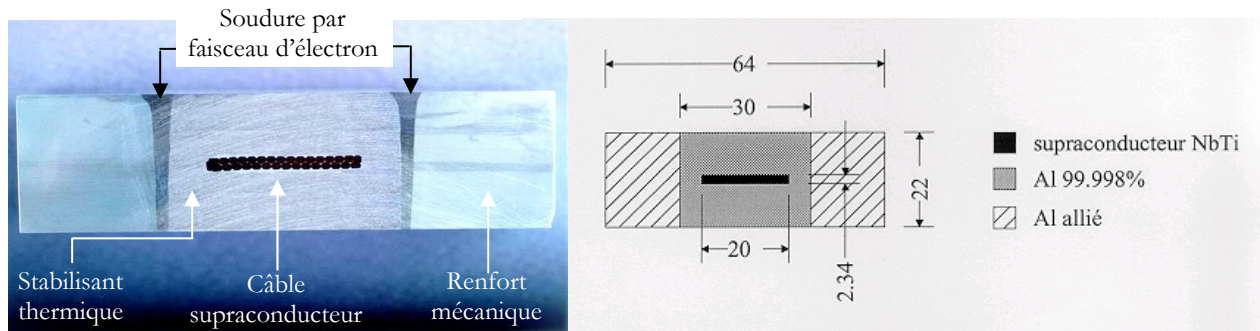 Soudure par
faisceau d'électron
Stabilisant
thermique
Câble
supraconducteur
Renfort
mécanique
64
30
20
2.34
22
supraconducteur NbTi
Al 99.998%
Al allié